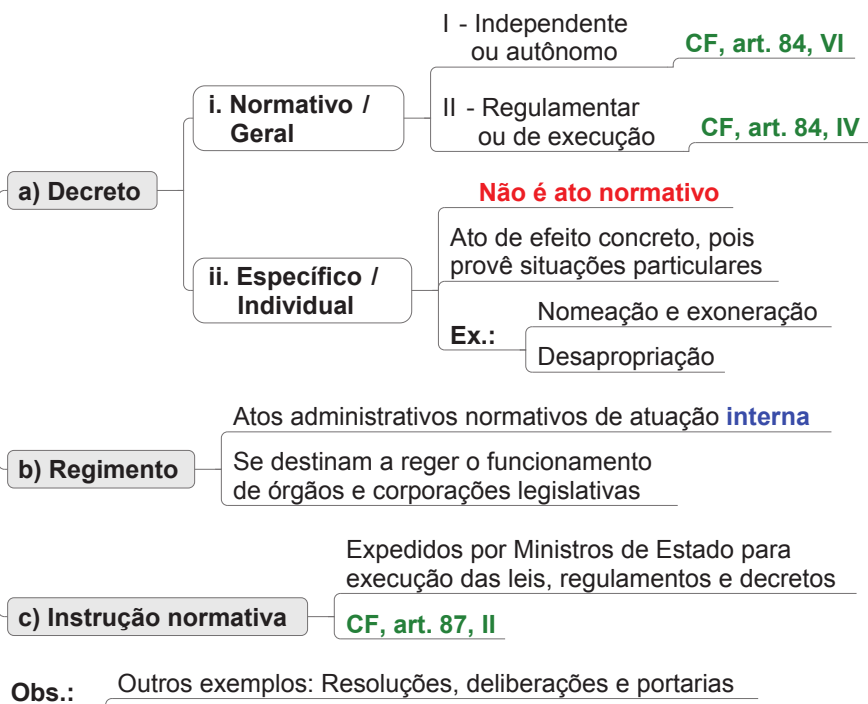 a) Decreto
i. Normativo /
Geral
I - Independente
ou autônomo
CF, art. 84, VI
II - Regulamentar
ou de execução
CF, art. 84, IV
ii. Específico /
Individual
Não é ato normativo
Ato de efeito concreto, pois
provê situações particulares
Ex.:
Nomeação e exoneração
Desapropriação
b) Regimento
Atos administrativos normativos de atuação interna
Se destinam a reger o funcionamento
de órgãos e corporações legislativas
c) Instrução normativa
Expedidos por Ministros de Estado para
execução das leis, regulamentos e decretos
CF, art. 87, II
Obs.:
Outros exemplos: Resoluções, deliberações e portarias